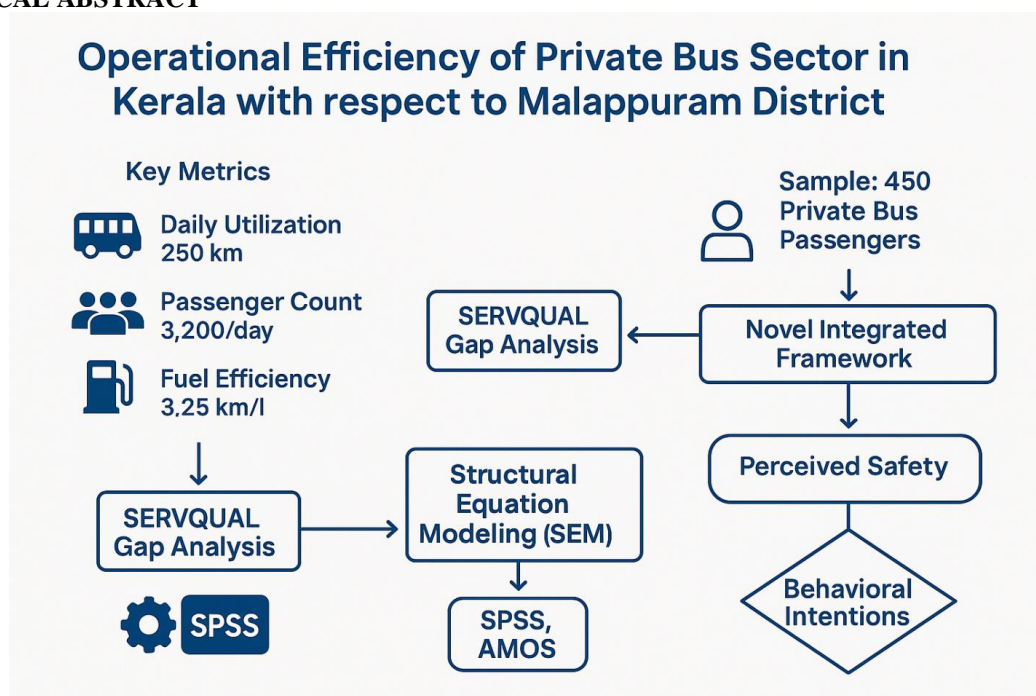 CAL ABSTRACT
Operational Efficiency of Private Bus Sector in
Kerala with respect to Malappuram District
Key Metrics
Daily Utilization
250 km
Passenger Count
3,200/day
Fuel Efficiency
3,25 km/l
SERVQUAL
Gap Analysis
SPSS
Structural
Equation
Modeling (SEM)
SPSS,
AMOS
SERVQUAL
Gap Analysis
Sample: 450
Private Bus
Passengers
Novel Integrated
Framework
Perceived Safety
Behavioral
Intentions